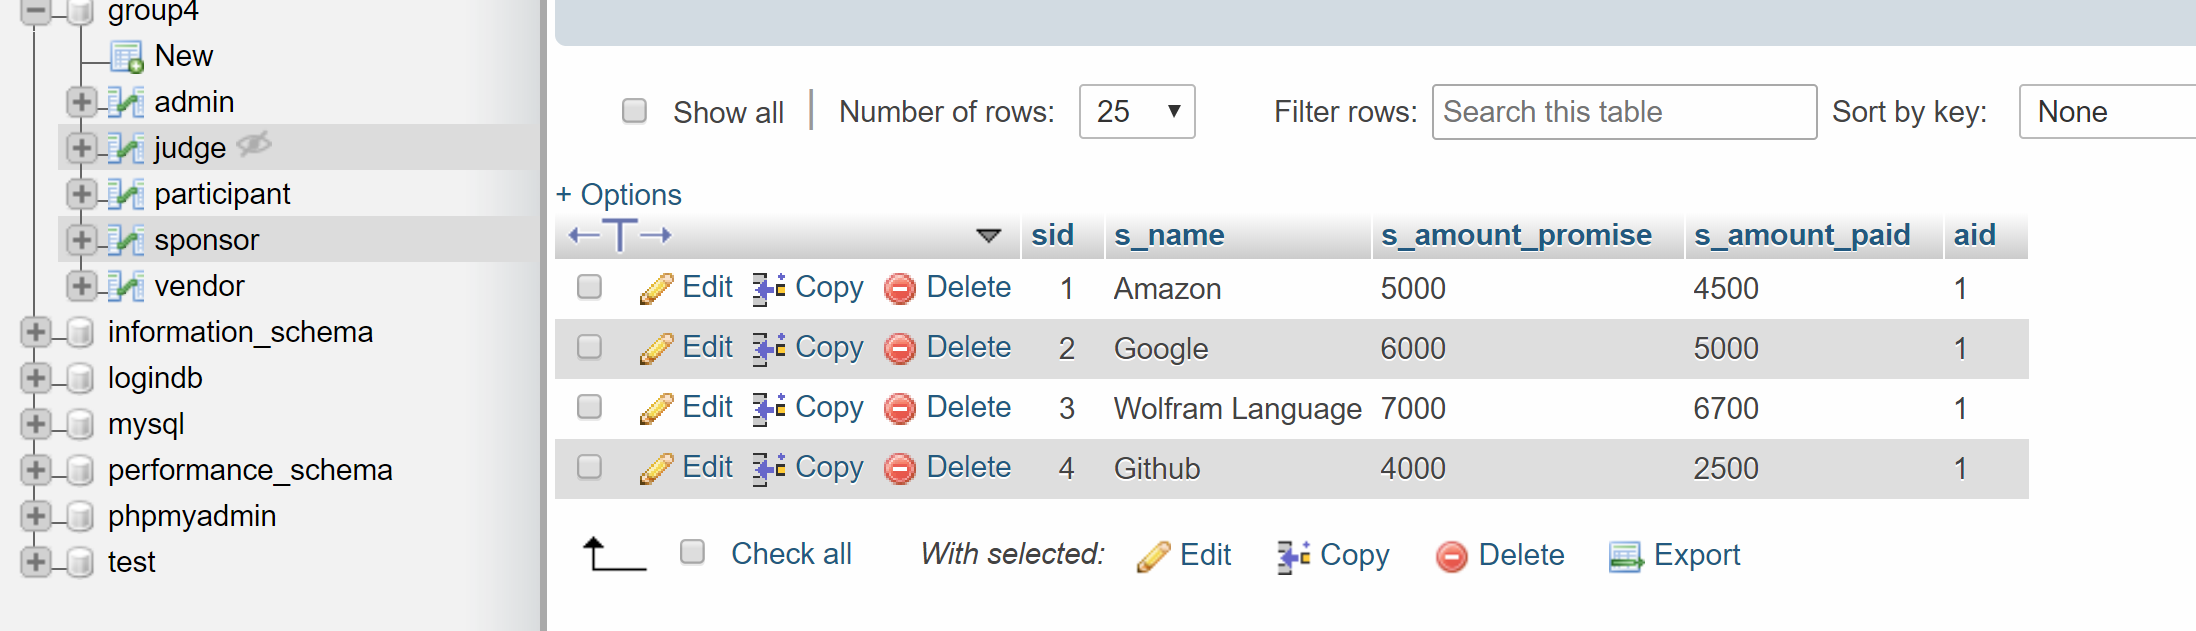 group4
New
admin
judge
participant
sponsor
vendor
information_schema
logindb
mysql
performance_schema
phpmyadmin
test
Show all Number of rows: 25 Filter rows: Search this table Sort by key: None
+ Options
sid s_name s_amount_promise s_amount_paid aid
Edit Copy Delete 1 Amazon 5000 4500 1
Edit Copy Delete 2 Google 6000 5000 1
Edit Copy Delete 3 Wolfram Language 7000 6700 1
Edit Copy Delete 4 Github 4000 2500 1
Check all With selected: Edit Copy Delete Export